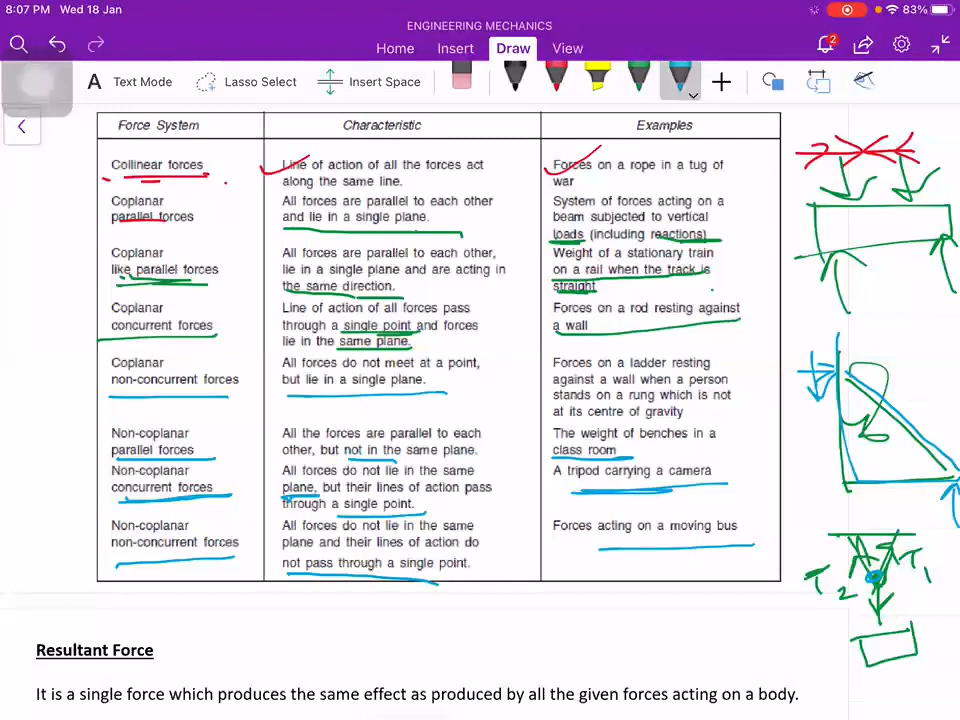 8:07 PM Wed 18 Jan
83%
ENGINEERING MECHANICS
Home Insert Draw View
2
A Text Mode Lasso Select Insert Space
Force System Characteristic Examples
Collinear forces Line of action of all the forces act Forces on a rope in a tug of
along the same line. war
Coplanar All forces are parallel to each other System of forces acting on a
parallel forces and lie in a single plane. beam subjected to vertical
loads (including reactions)
Coplanar All forces are parallel to each other, Weight of a stationary train
like parallel forces lie in a single plane and are acting in on a rail when the track is
the same direction. straight
Coplanar Line of action of all forces pass Forces on a rod resting against
concurrent forces through a single point and forces a wall
lie in the same plane.
Coplanar All forces do not meet at a point, Forces on a ladder resting
non-concurrent forces but lie in a single plane. against a wall when a person
stands on a rung which is not
at its centre of gravity
Non-coplanar All the forces are parallel to each The weight of benches in a
parallel forces other, but not in the same plane. class room
Non-coplanar All forces do not lie in the same A tripod carrying a camera
concurrent forces plane, but their lines of action pass
through a single point.
Non-coplanar All forces do not lie in the same Forces acting on a moving bus
non-concurrent forces plane and their lines of action do
not pass through a single point.
T2 T1
Resultant Force
It is a single force which produces the same effect as produced by all the given forces acting on a body.